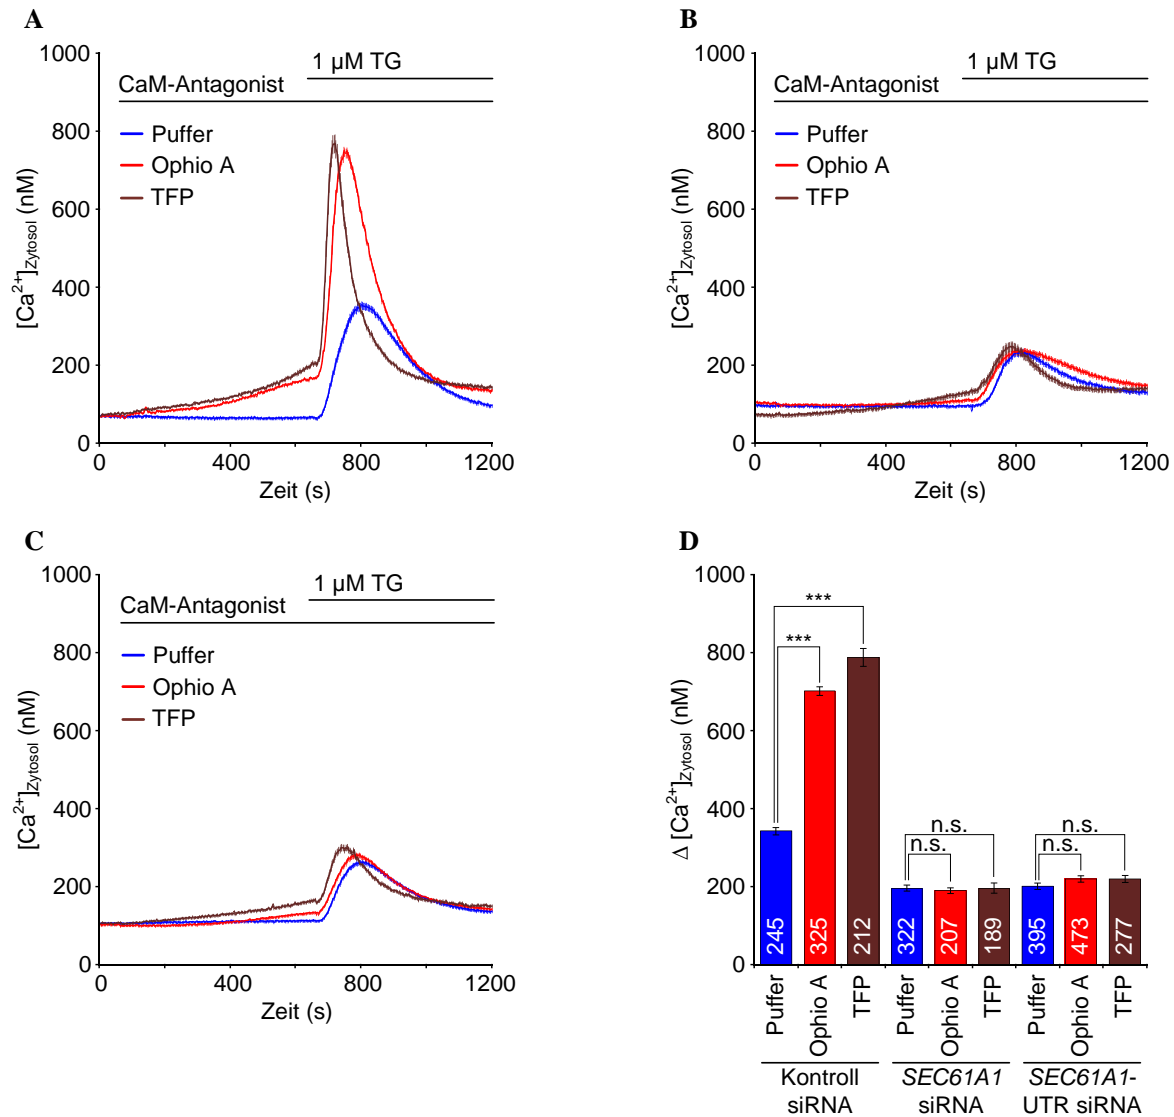 A
1000
800
600
400
200
0
[Ca²⁺]Zytosol (nM)
1 µM TG
CaM-Antagonist
Puffer
Ophio A
TFP
0 400 800 1200
Zeit (s)
B
1000
800
600
400
200
0
[Ca²⁺]Zytosol (nM)
1 µM TG
CaM-Antagonist
Puffer
Ophio A
TFP
0 400 800 1200
Zeit (s)
C
1000
800
600
400
200
0
[Ca²⁺]Zytosol (nM)
1 µM TG
CaM-Antagonist
Puffer
Ophio A
TFP
0 400 800 1200
Zeit (s)
D
1000
800
600
400
200
0
Δ [Ca²⁺]Zytosol (nM)
***
***
n.s.
n.s.
n.s.
n.s.
245
325
212
322
207
189
395
473
277
Puffer
Ophio A
TFP
Puffer
Ophio A
TFP
Puffer
Ophio A
TFP
Kontroll
siRNA
SEC61A1
siRNA
SEC61A1-
UTR siRNA